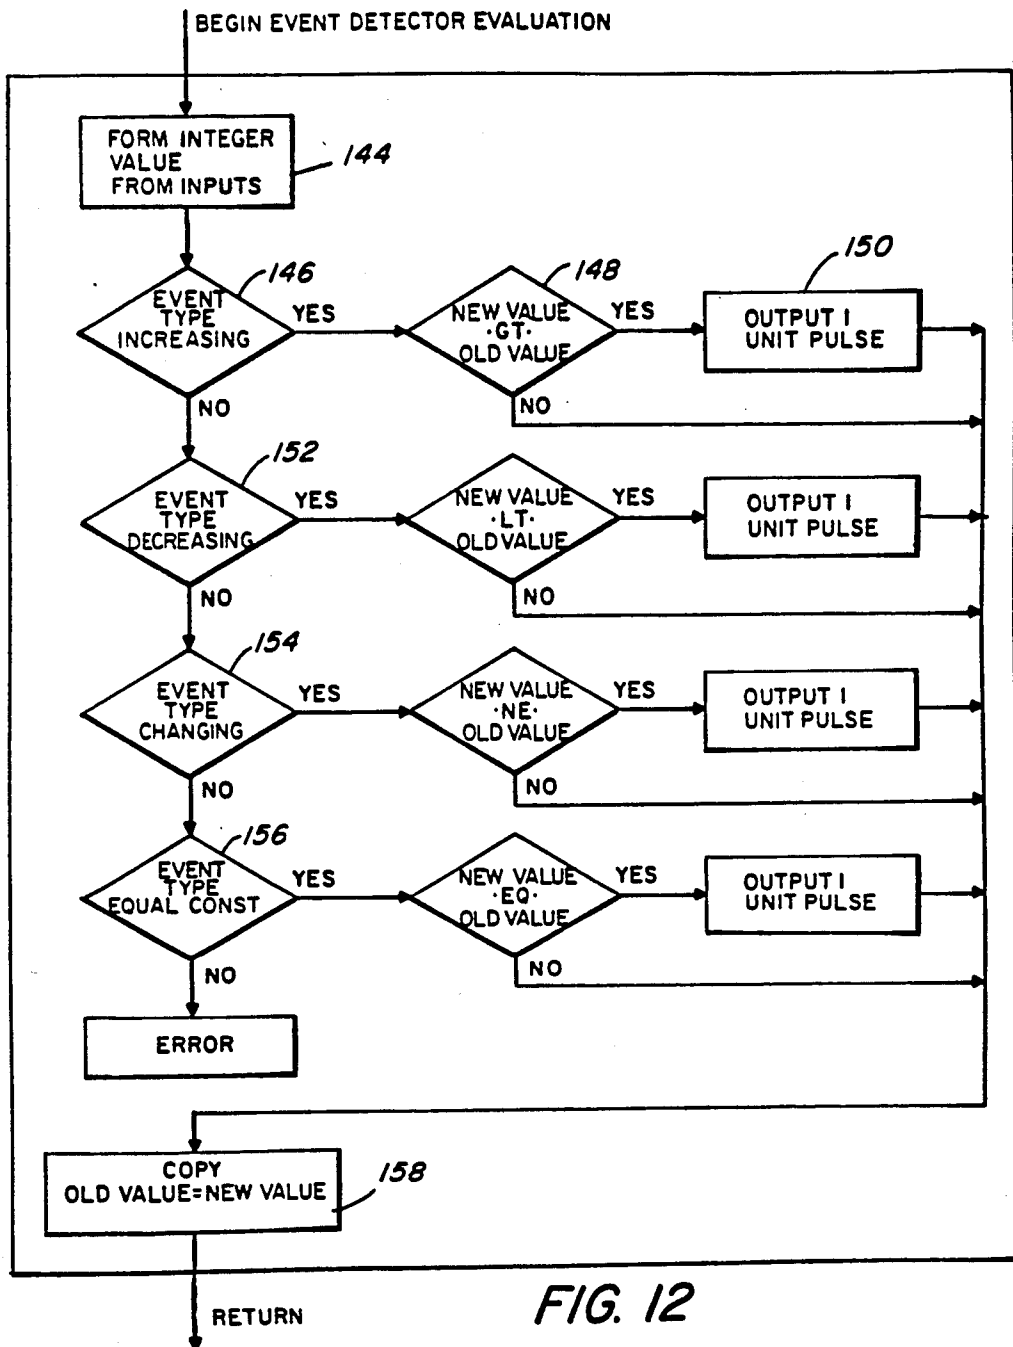 BEGIN EVENT DETECTOR EVALUATION
FORM INTEGER
VALUE
FROM INPUTS
144
146
EVENT
TYPE
INCREASING
YES
NO
148
NEW VALUE
·GT·
OLD VALUE
YES
NO
150
OUTPUT 1
UNIT PULSE
152
EVENT
TYPE
DECREASING
YES
NO
NEW VALUE
·LT·
OLD VALUE
YES
NO
OUTPUT 1
UNIT PULSE
154
EVENT
TYPE
CHANGING
YES
NO
NEW VALUE
·NE·
OLD VALUE
YES
NO
OUTPUT 1
UNIT PULSE
156
EVENT
TYPE
EQUAL CONST
YES
NO
NEW VALUE
·EQ·
OLD VALUE
YES
NO
OUTPUT 1
UNIT PULSE
ERROR
COPY
OLD VALUE=NEW VALUE
158
RETURN
FIG. 12